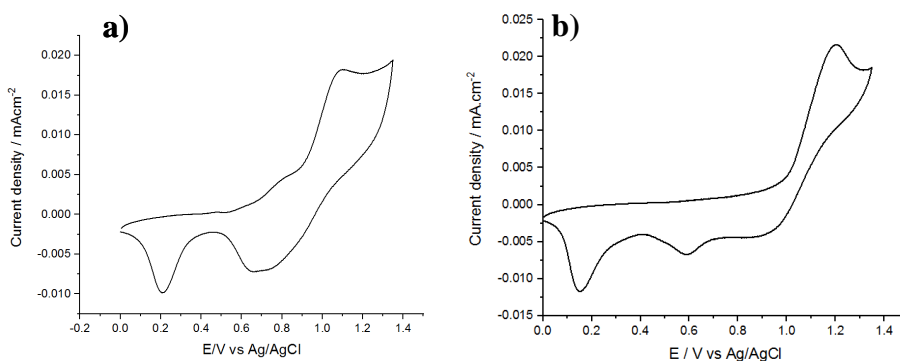 a)
0.020
0.015
0.010
0.005
0.000
-0.005
-0.010
Current density / mAcm-2
-0.2 0.0 0.2 0.4 0.6 0.8 1.0 1.2 1.4
E/V vs Ag/AgCl
b)
0.025
0.020
0.015
0.010
0.005
0.000
-0.005
-0.010
-0.015
Current density / mA.cm-2
0.0 0.2 0.4 0.6 0.8 1.0 1.2 1.4
E / V vs Ag/AgCl